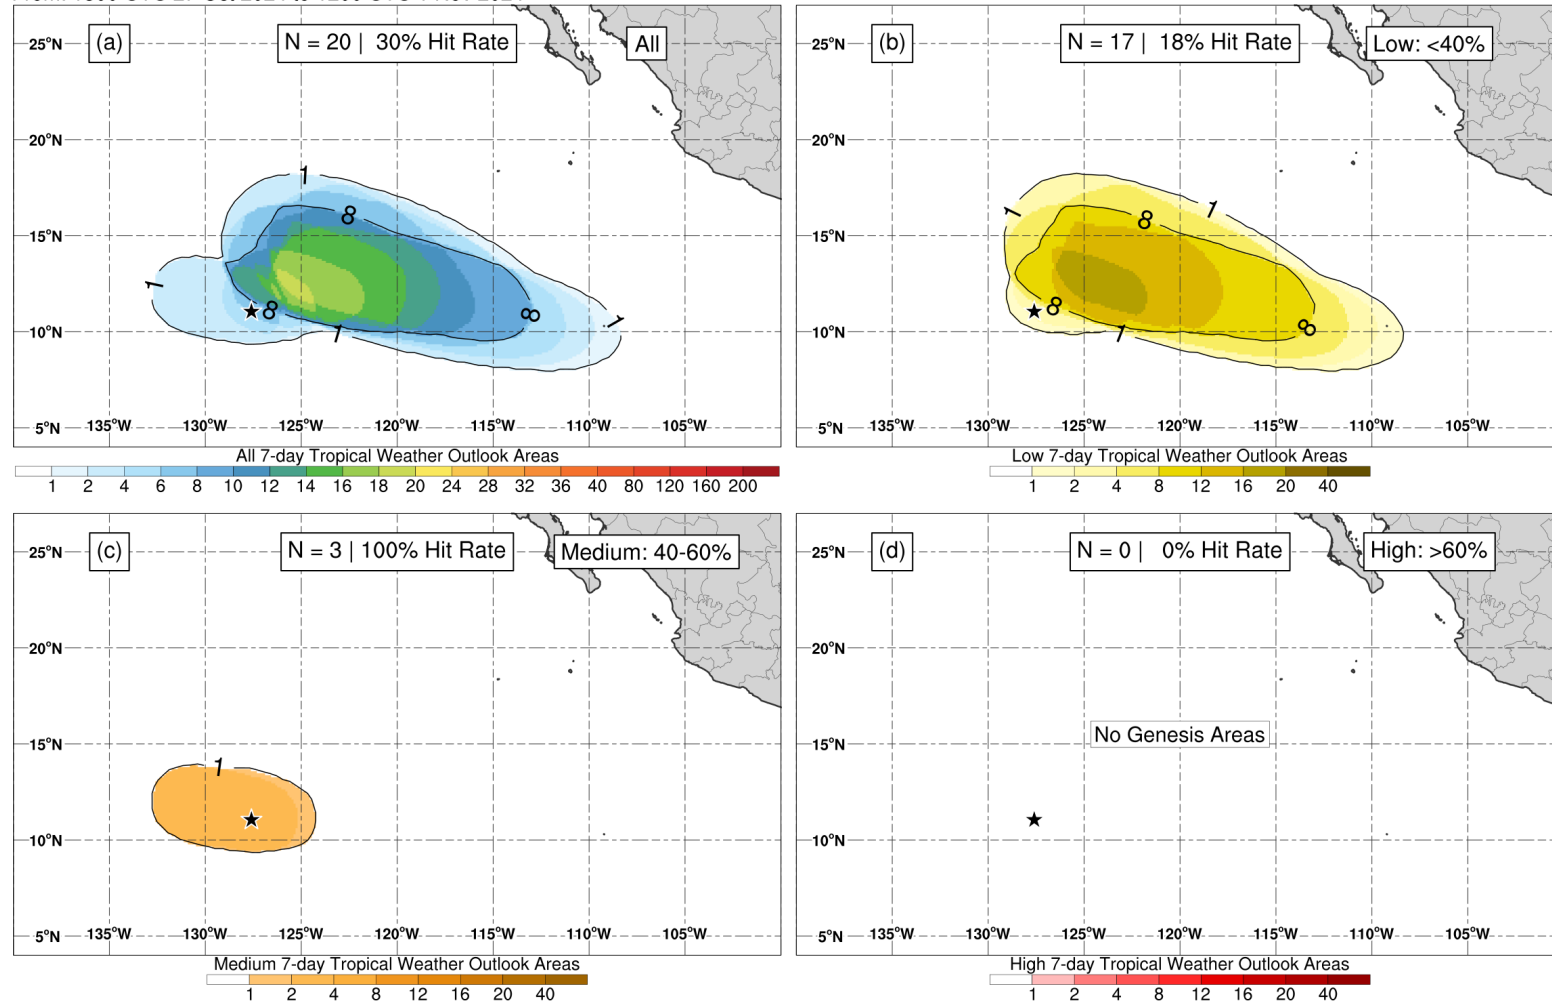 (a) N = 20 | 30% Hit Rate All
25°N
20°N
15°N
10°N
5°N 135°W 130°W 125°W 120°W 115°W 110°W 105°W
1
8
1
8
8
1
1
All 7-day Tropical Weather Outlook Areas
1 2 4 6 8 10 12 14 16 18 20 24 28 32 36 40 80 120 160 200
(b) N = 17 | 18% Hit Rate Low: <40%
25°N
20°N
15°N
10°N
5°N 135°W 130°W 125°W 120°W 115°W 110°W 105°W
1
1
8
8
8
1
Low 7-day Tropical Weather Outlook Areas
1 2 4 8 12 16 20 40
(c) N = 3 | 100% Hit Rate Medium: 40-60%
25°N
20°N
15°N
10°N
5°N 135°W 130°W 125°W 120°W 115°W 110°W 105°W
1
Medium 7-day Tropical Weather Outlook Areas
1 2 4 8 12 16 20 40
(d) N = 0 | 0% Hit Rate High: >60%
25°N
20°N
15°N
10°N
5°N 135°W 130°W 125°W 120°W 115°W 110°W 105°W
No Genesis Areas
High 7-day Tropical Weather Outlook Areas
1 2 4 8 12 16 20 40